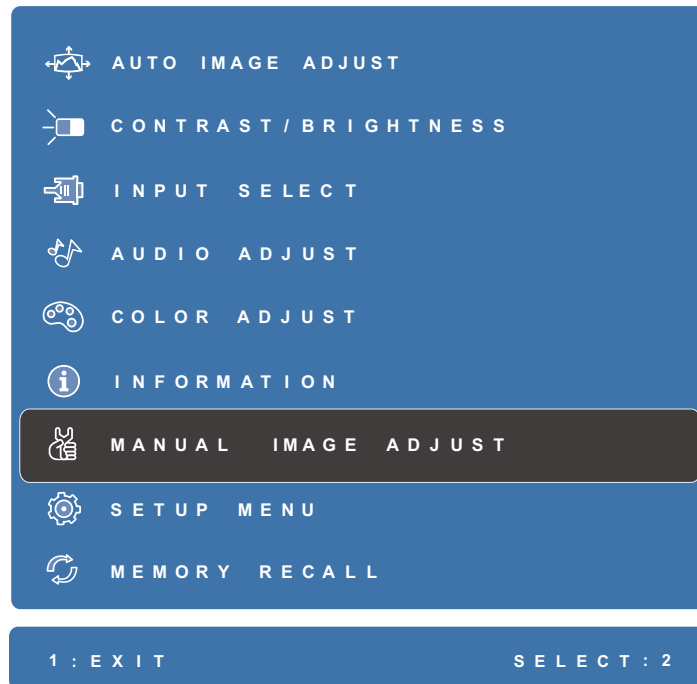 AUTO IMAGE ADJUST
CONTRAST/BRIGHTNESS
INPUT SELECT
AUDIO ADJUST
COLOR ADJUST
INFORMATION
MANUAL IMAGE ADJUST
SETUP MENU
MEMORY RECALL
1:EXIT SELECT:2